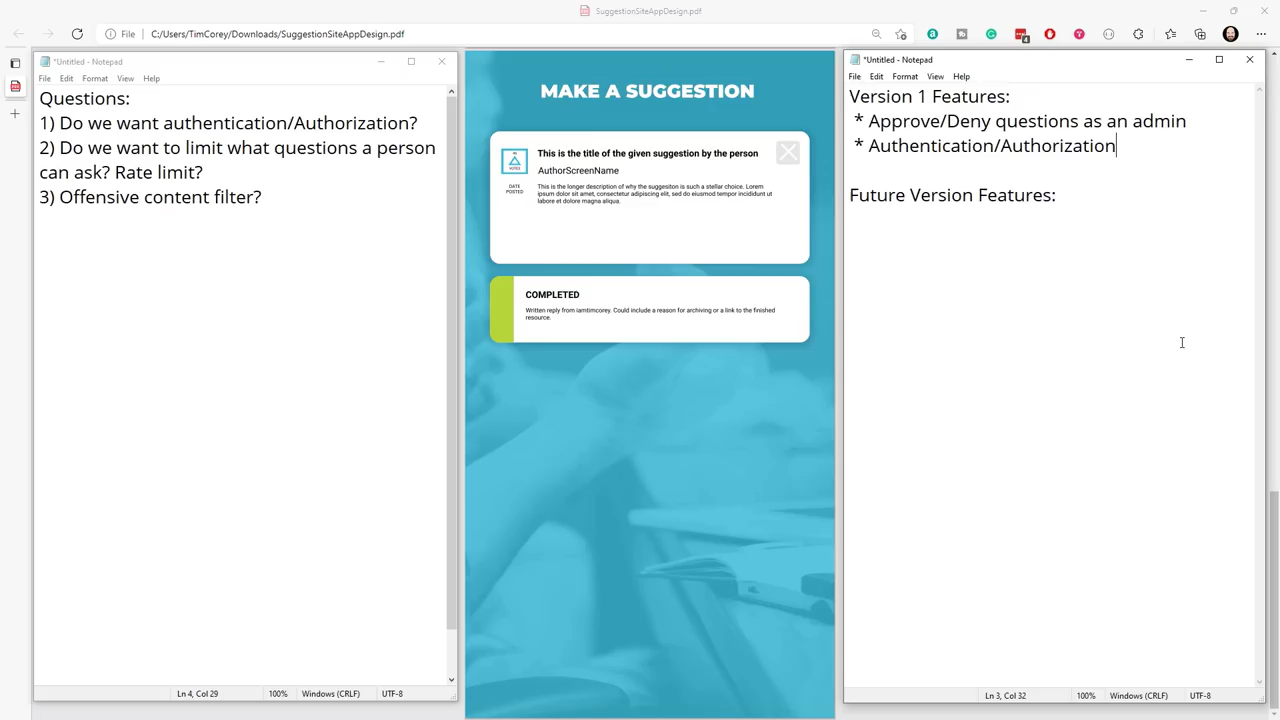 SuggestionSiteAppDesign.pdf
File
C:/Users/TimCorey/Downloads/SuggestionSiteAppDesign.pdf
4
*Untitled - Notepad
File Edit Format View Help
Questions:
1) Do we want authentication/Authorization?
2) Do we want to limit what questions a person
can ask? Rate limit?
3) Offensive content filter?
Ln 4, Col 29
100%
Windows (CRLF)
UTF-8
MAKE A SUGGESTION
This is the title of the given suggestion by the person
AuthorScreenName
VOTES
DATE
POSTED
This is the longer description of why the suggesiton is such a stellar choice. Lorem
ipsum dolor sit amet, consectetur adipiscing elit, sed do eiusmod tempor incididunt ut
labore et dolore magna aliqua.
COMPLETED
Written reply from iamtimcorey. Could include a reason for archiving or a link to the finished
resource.
*Untitled - Notepad
File Edit Format View Help
Version 1 Features:
* Approve/Deny questions as an admin
* Authentication/Authorization
Future Version Features:
Ln 3, Col 32
100%
Windows (CRLF)
UTF-8